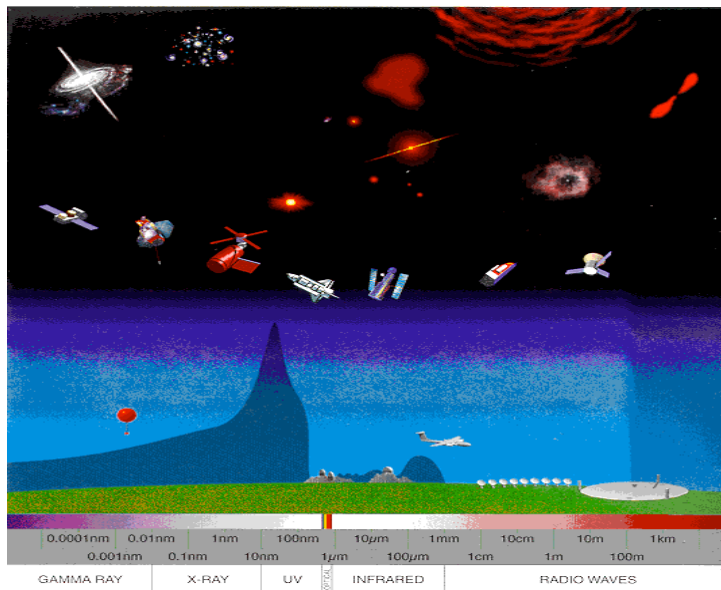 0.0001nm 0.01nm 1nm 100nm 10µm 1mm 10cm 10m 1km
0.001nm 0.1nm 10nm 1µm 100µm 1cm 1m 100m
GAMMA RAY X-RAY UV OPTICAL INFRARED RADIO WAVES